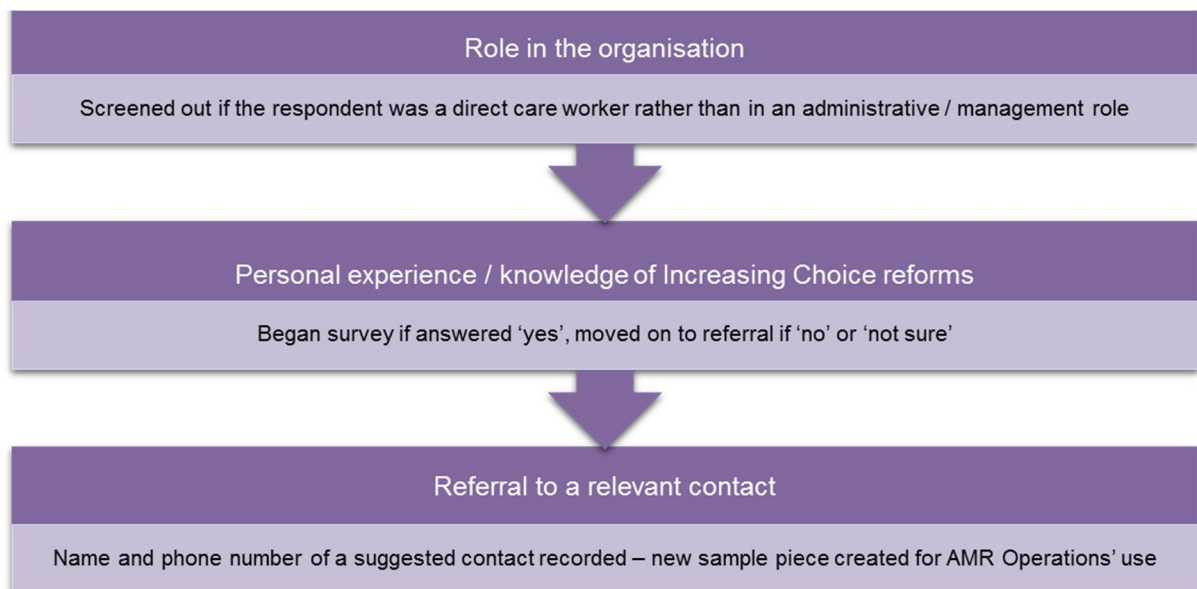 Role in the organisation
Screened out if the respondent was a direct care worker rather than in an administrative / management role
Personal experience / knowledge of Increasing Choice reforms
Began survey if answered ‘yes’, moved on to referral if ‘no’ or ‘not sure’
Referral to a relevant contact
Name and phone number of a suggested contact recorded – new sample piece created for AMR Operations’ use